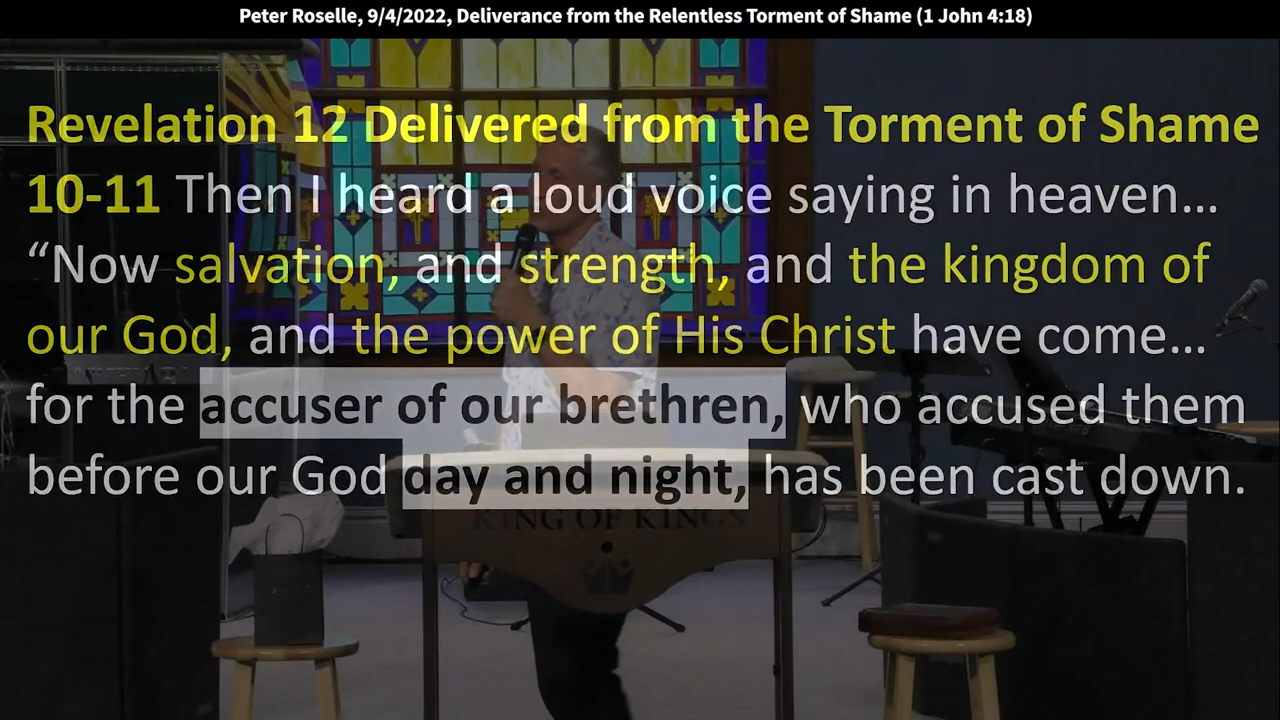 Peter Roselle, 9/4/2022, Deliverance from the Relentless Torment of Shame (1 John 4:18)
Revelation 12 Delivered from the Torment of Shame
10-11 Then I heard a loud voice saying in heaven…
“Now salvation, and strength, and the kingdom of
our God, and the power of His Christ have come…
for the accuser of our brethren, who accused them
before our God day and night, has been cast down.
KING OF KINGS